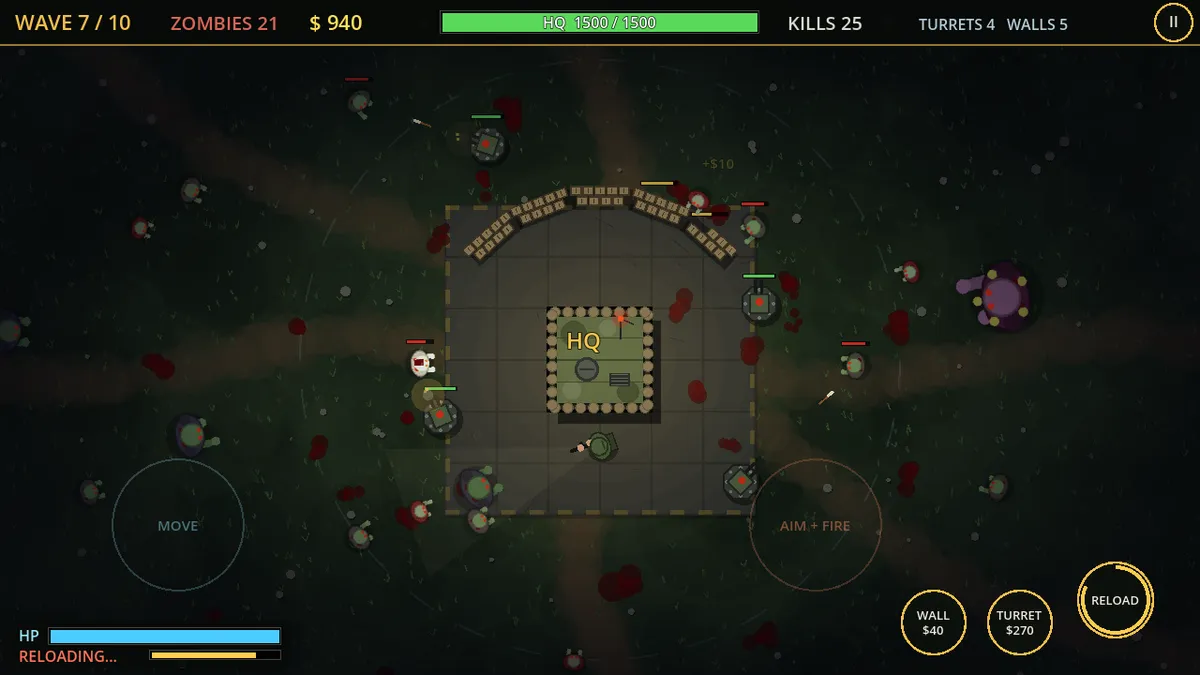 WAVE 7 / 10 ZOMBIES 21 $ 940 HQ 1500 / 1500 KILLS 25 TURRETS 4 WALLS 5 II
+$10
HQ
MOVE
AIM + FIRE
WALL
$40
TURRET
$270
RELOAD
HP
RELOADING...